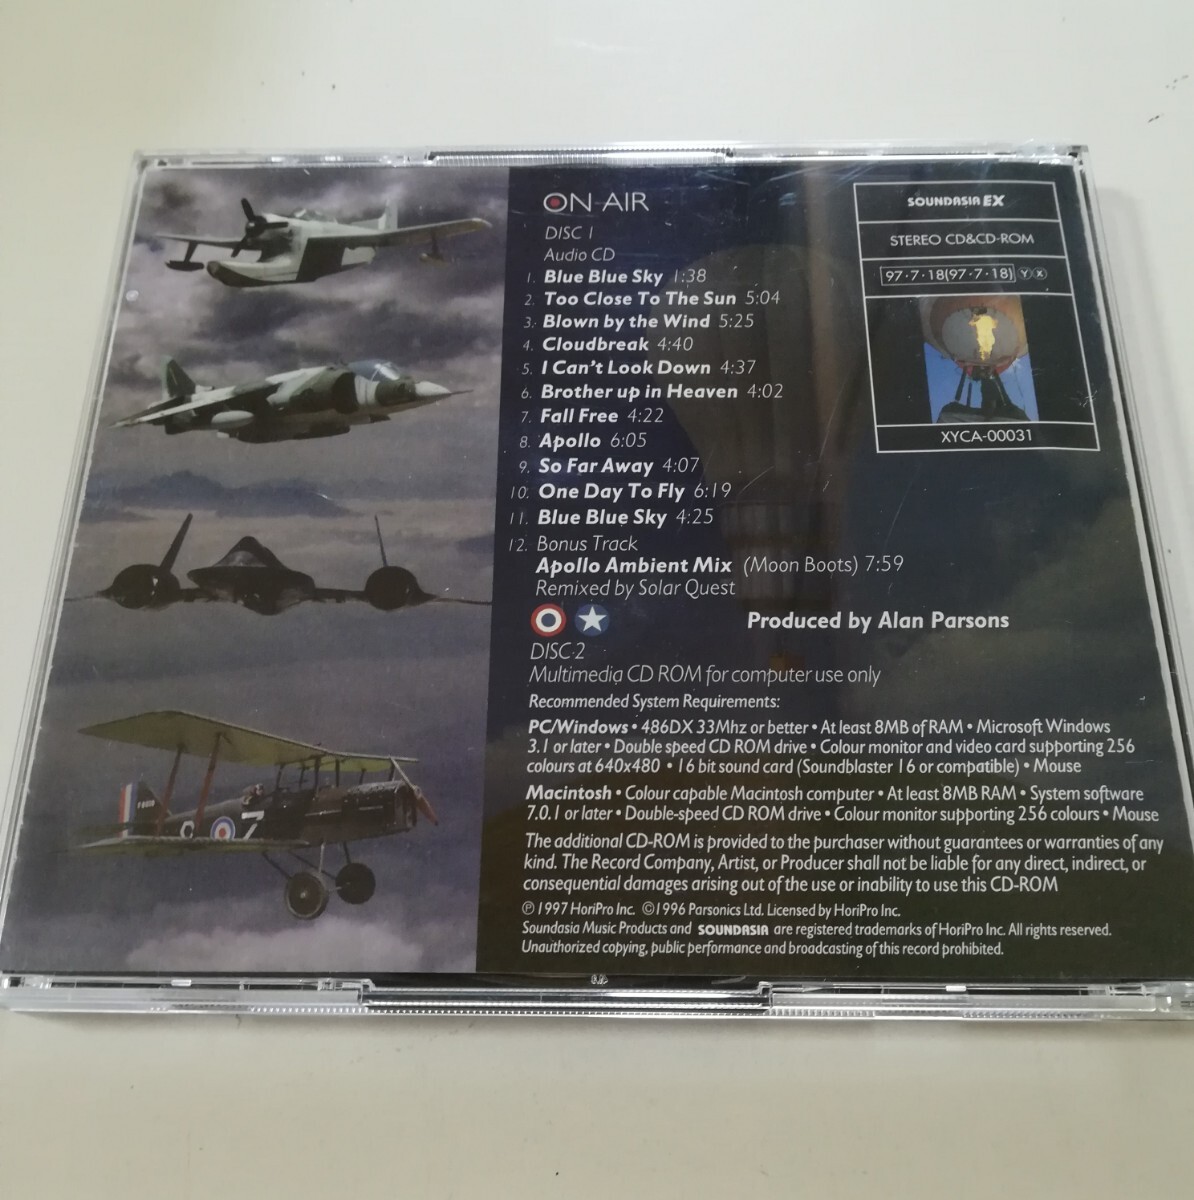 ON AIR
DISC 1
Audio CD
1. Blue Blue Sky 1:38
2. Too Close To The Sun 5:04
3. Blown by the Wind 5:25
4. Cloudbreak 4:40
5. I Can't Look Down 4:37
6. Brother up in Heaven 4:02
7. Fall Free 4:22
8. Apollo 6:05
9. So Far Away 4:07
10. One Day To Fly 6:19
11. Blue Blue Sky 4:25
12. Bonus Track
Apollo Ambient Mix (Moon Boots) 7:59
Remixed by Solar Quest
Produced by Alan Parsons
DISC 2
Multimedia CD ROM for computer use only
Recommended System Requirements:
PC/Windows • 486DX 33Mhz or better • At least 8MB of RAM • Microsoft Windows
3.1 or later • Double speed CD ROM drive • Colour monitor and video card supporting 256
colours at 640x480 • 16 bit sound card (Soundblaster 16 or compatible) • Mouse
Macintosh • Colour capable Macintosh computer • At least 8MB RAM • System software
7.0.1 or later • Double-speed CD ROM drive • Colour monitor supporting 256 colours • Mouse
The additional CD-ROM is provided to the purchaser without guarantees or warranties of any
kind. The Record Company, Artist, or Producer shall not be liable for any direct, indirect, or
consequential damages arising out of the use or inability to use this CD-ROM
℗ 1997 HoriPro Inc. ©1996 Parsonics Ltd. Licensed by HoriPro Inc.
Soundasia Music Products and SOUNDASIA are registered trademarks of HoriPro Inc. All rights reserved.
Unauthorized copying, public performance and broadcasting of this record prohibited.
SOUNDASIA EX
STEREO CD&CD-ROM
97·7·18(97·7·18) Ⓨ Ⓧ
XYCA-00031
Z